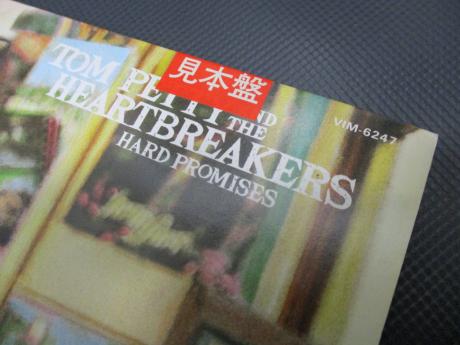 見本盤
TOM PETTY AND
THE
HEARTBREAKERS
HARD PROMISES
VIM-6247